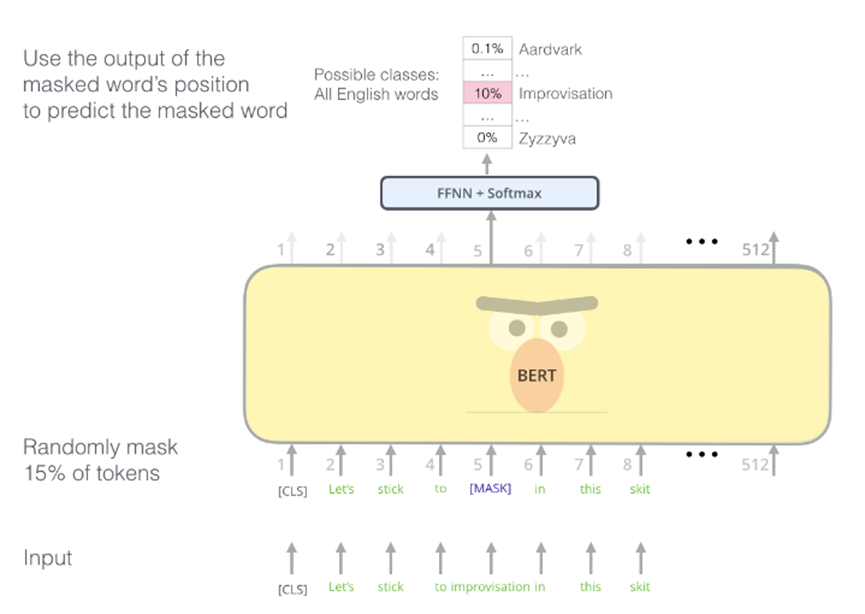 Use the output of the
masked word's position
to predict the masked word
Possible classes:
All English words
0.1% Aardvark
... ...
10% Improvisation
... ...
0% Zyzzyva
FFNN + Softmax
1 2 3 4 5 6 7 8 ••• 512
BERT
Randomly mask
15% of tokens
1 2 3 4 5 6 7 8 ••• 512
[CLS] Let's stick to [MASK] in this skit
Input
[CLS] Let's stick to improvisation in this skit